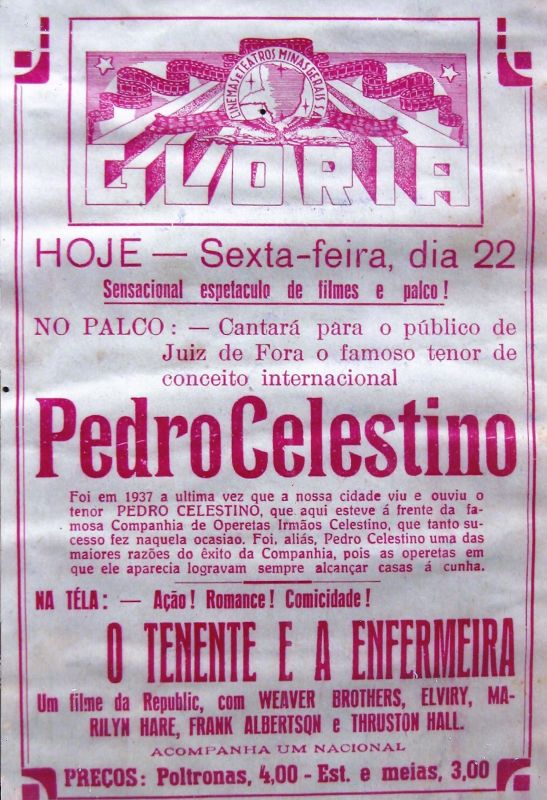 CINEMAS E TEATROS MINAS GERAIS S.A.
GLORIA
HOJE — Sexta-feira, dia 22
Sensacional espetaculo de filmes e palco!
NO PALCO: — Cantará pàra o público de
Juiz de Fora o famoso tenor de
conceito internacional
Pedro Celestino
Foi em 1937 a ultima vez que a nossa cidade viu e ouviu o
tenor PEDRO CELESTINO, que aqui esteve á frente da fa-
mosa Companhia de Operetas Irmãos Celestino, que tanto su-
cesso fez naquela ocasiao. Foi, aliás, Pedro Celestino uma das
maiores razões do êxito da Companhia, pois as operetas em
que ele aparecia logravam sempre alcançar casas á cunha.
NA TÉLA: — Ação! Romance! Comicidade!
O TENENTE E A ENFERMEIRA
Um filme da Republic, com WEAVER BROTHERS, ELVIRY, MA-
RILYN HARE, FRANK ALBERTSON e THRUSTON HALL.
ACOMPANHA UM NACIONAL
PREÇOS: Poltronas, 4,00 - Est. e meias, 3,00